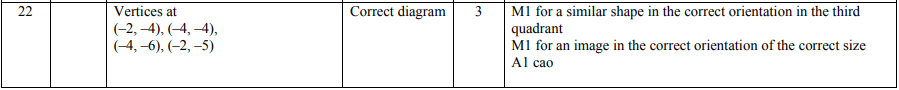 22 Vertices at Correct diagram 3 M1 for a similar shape in the correct orientation in the third
(–2, –4), (–4, –4), quadrant
(–4, –6), (–2, –5) M1 for an image in the correct orientation of the correct size
A1 cao